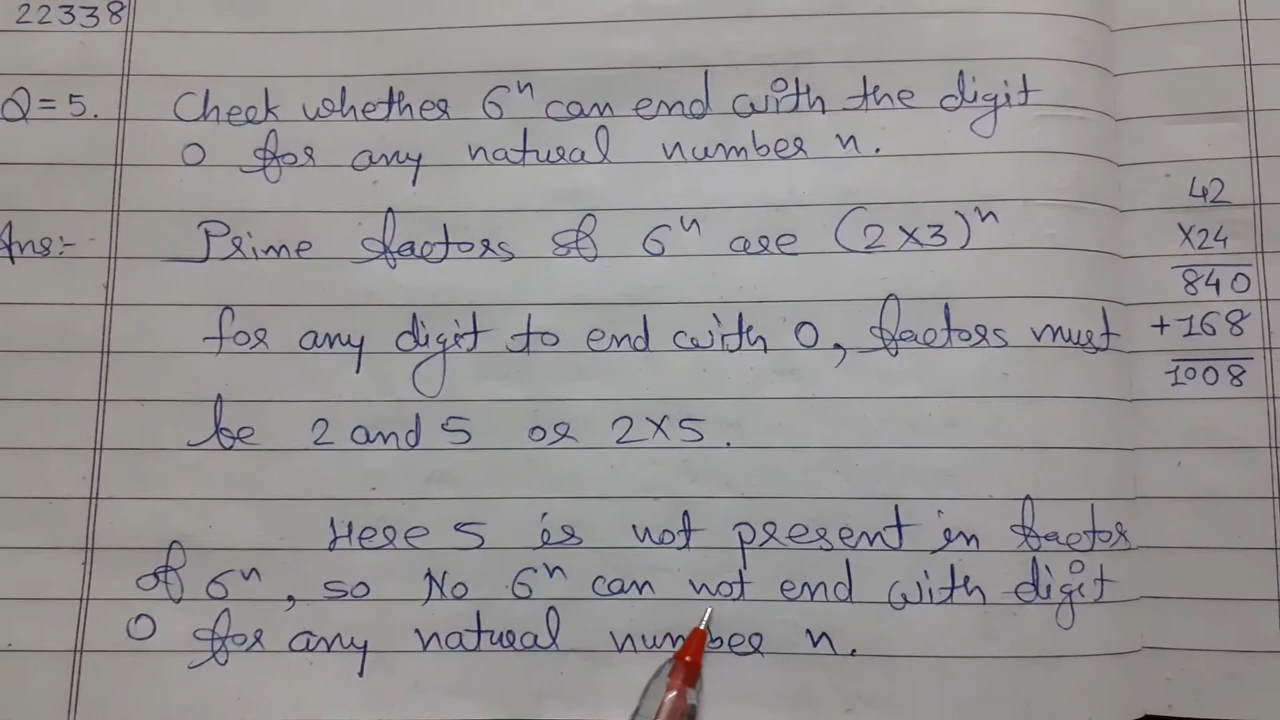 22338
Q=5. Check whether 6ⁿ can end with the digit
0 for any natural number n.
Ans:- Prime factors of 6ⁿ are (2×3)ⁿ
for any digit to end with 0, factors must
be 2 and 5 or 2×5.
Here 5 is not present in factor
of 6ⁿ, so No 6ⁿ can not end with digit
0 for any natural number n.
42
×24
840
+168
1008